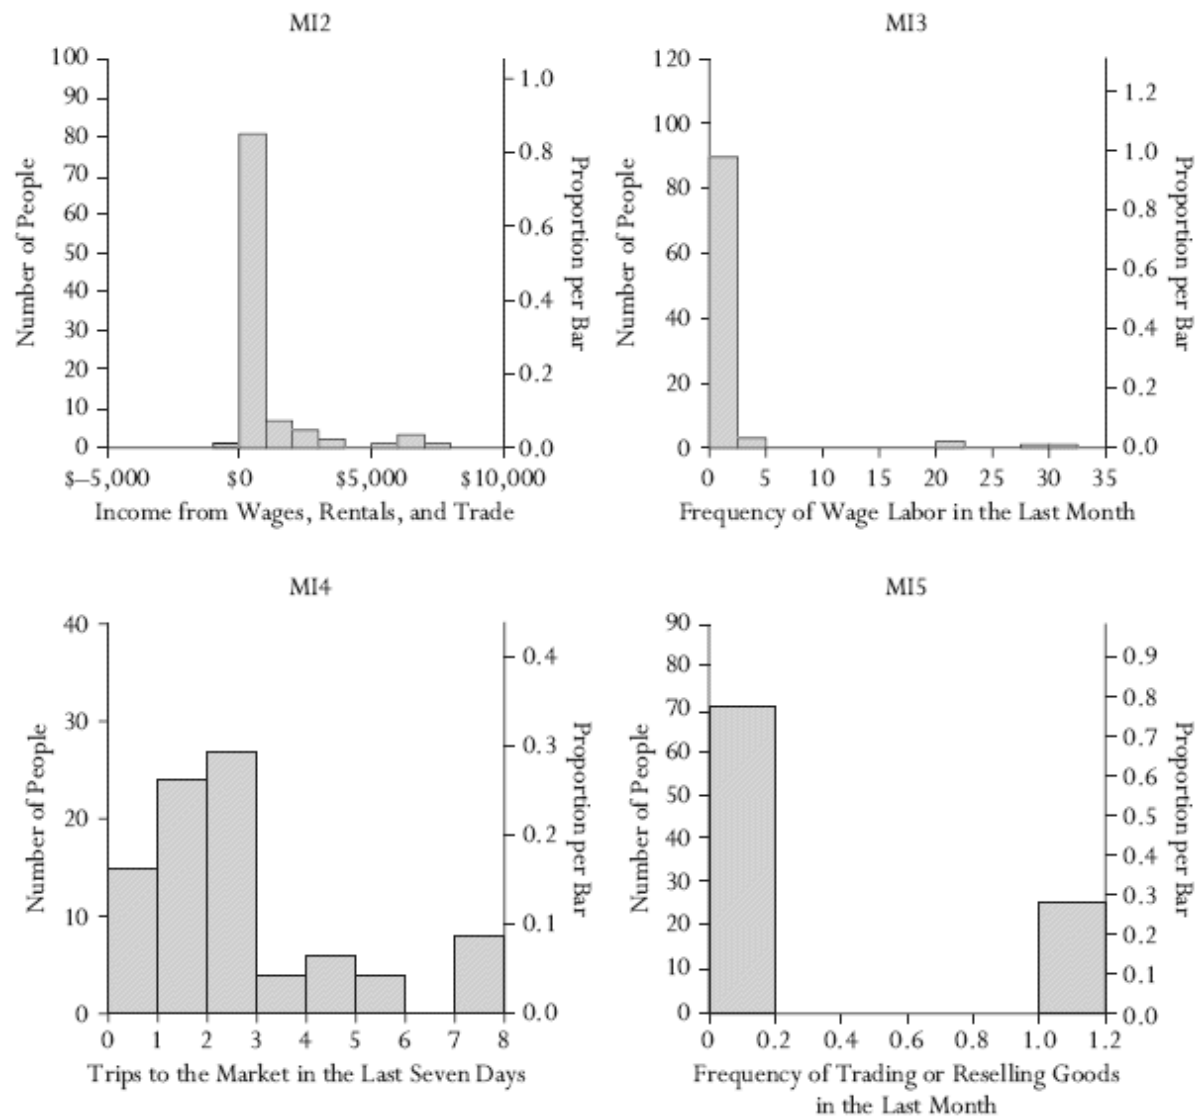 MI2
100
90
80
70
60
50
40
30
20
10
0
Number of People
1.0
0.8
0.6
0.4
0.2
0.0
Proportion per Bar
$–5,000 $0 $5,000 $10,000
Income from Wages, Rentals, and Trade
MI3
120
100
80
60
40
20
0
Number of People
1.2
1.0
0.8
0.6
0.4
0.2
0.0
Proportion per Bar
0 5 10 15 20 25 30 35
Frequency of Wage Labor in the Last Month
MI4
40
30
20
10
0
Number of People
0.4
0.3
0.2
0.1
0.0
Proportion per Bar
0 1 2 3 4 5 6 7 8
Trips to the Market in the Last Seven Days
MI5
90
80
70
60
50
40
30
20
10
0
Number of People
0.9
0.8
0.7
0.6
0.5
0.4
0.3
0.2
0.1
0.0
Proportion per Bar
0 0.2 0.4 0.6 0.8 1.0 1.2
Frequency of Trading or Reselling Goods
in the Last Month